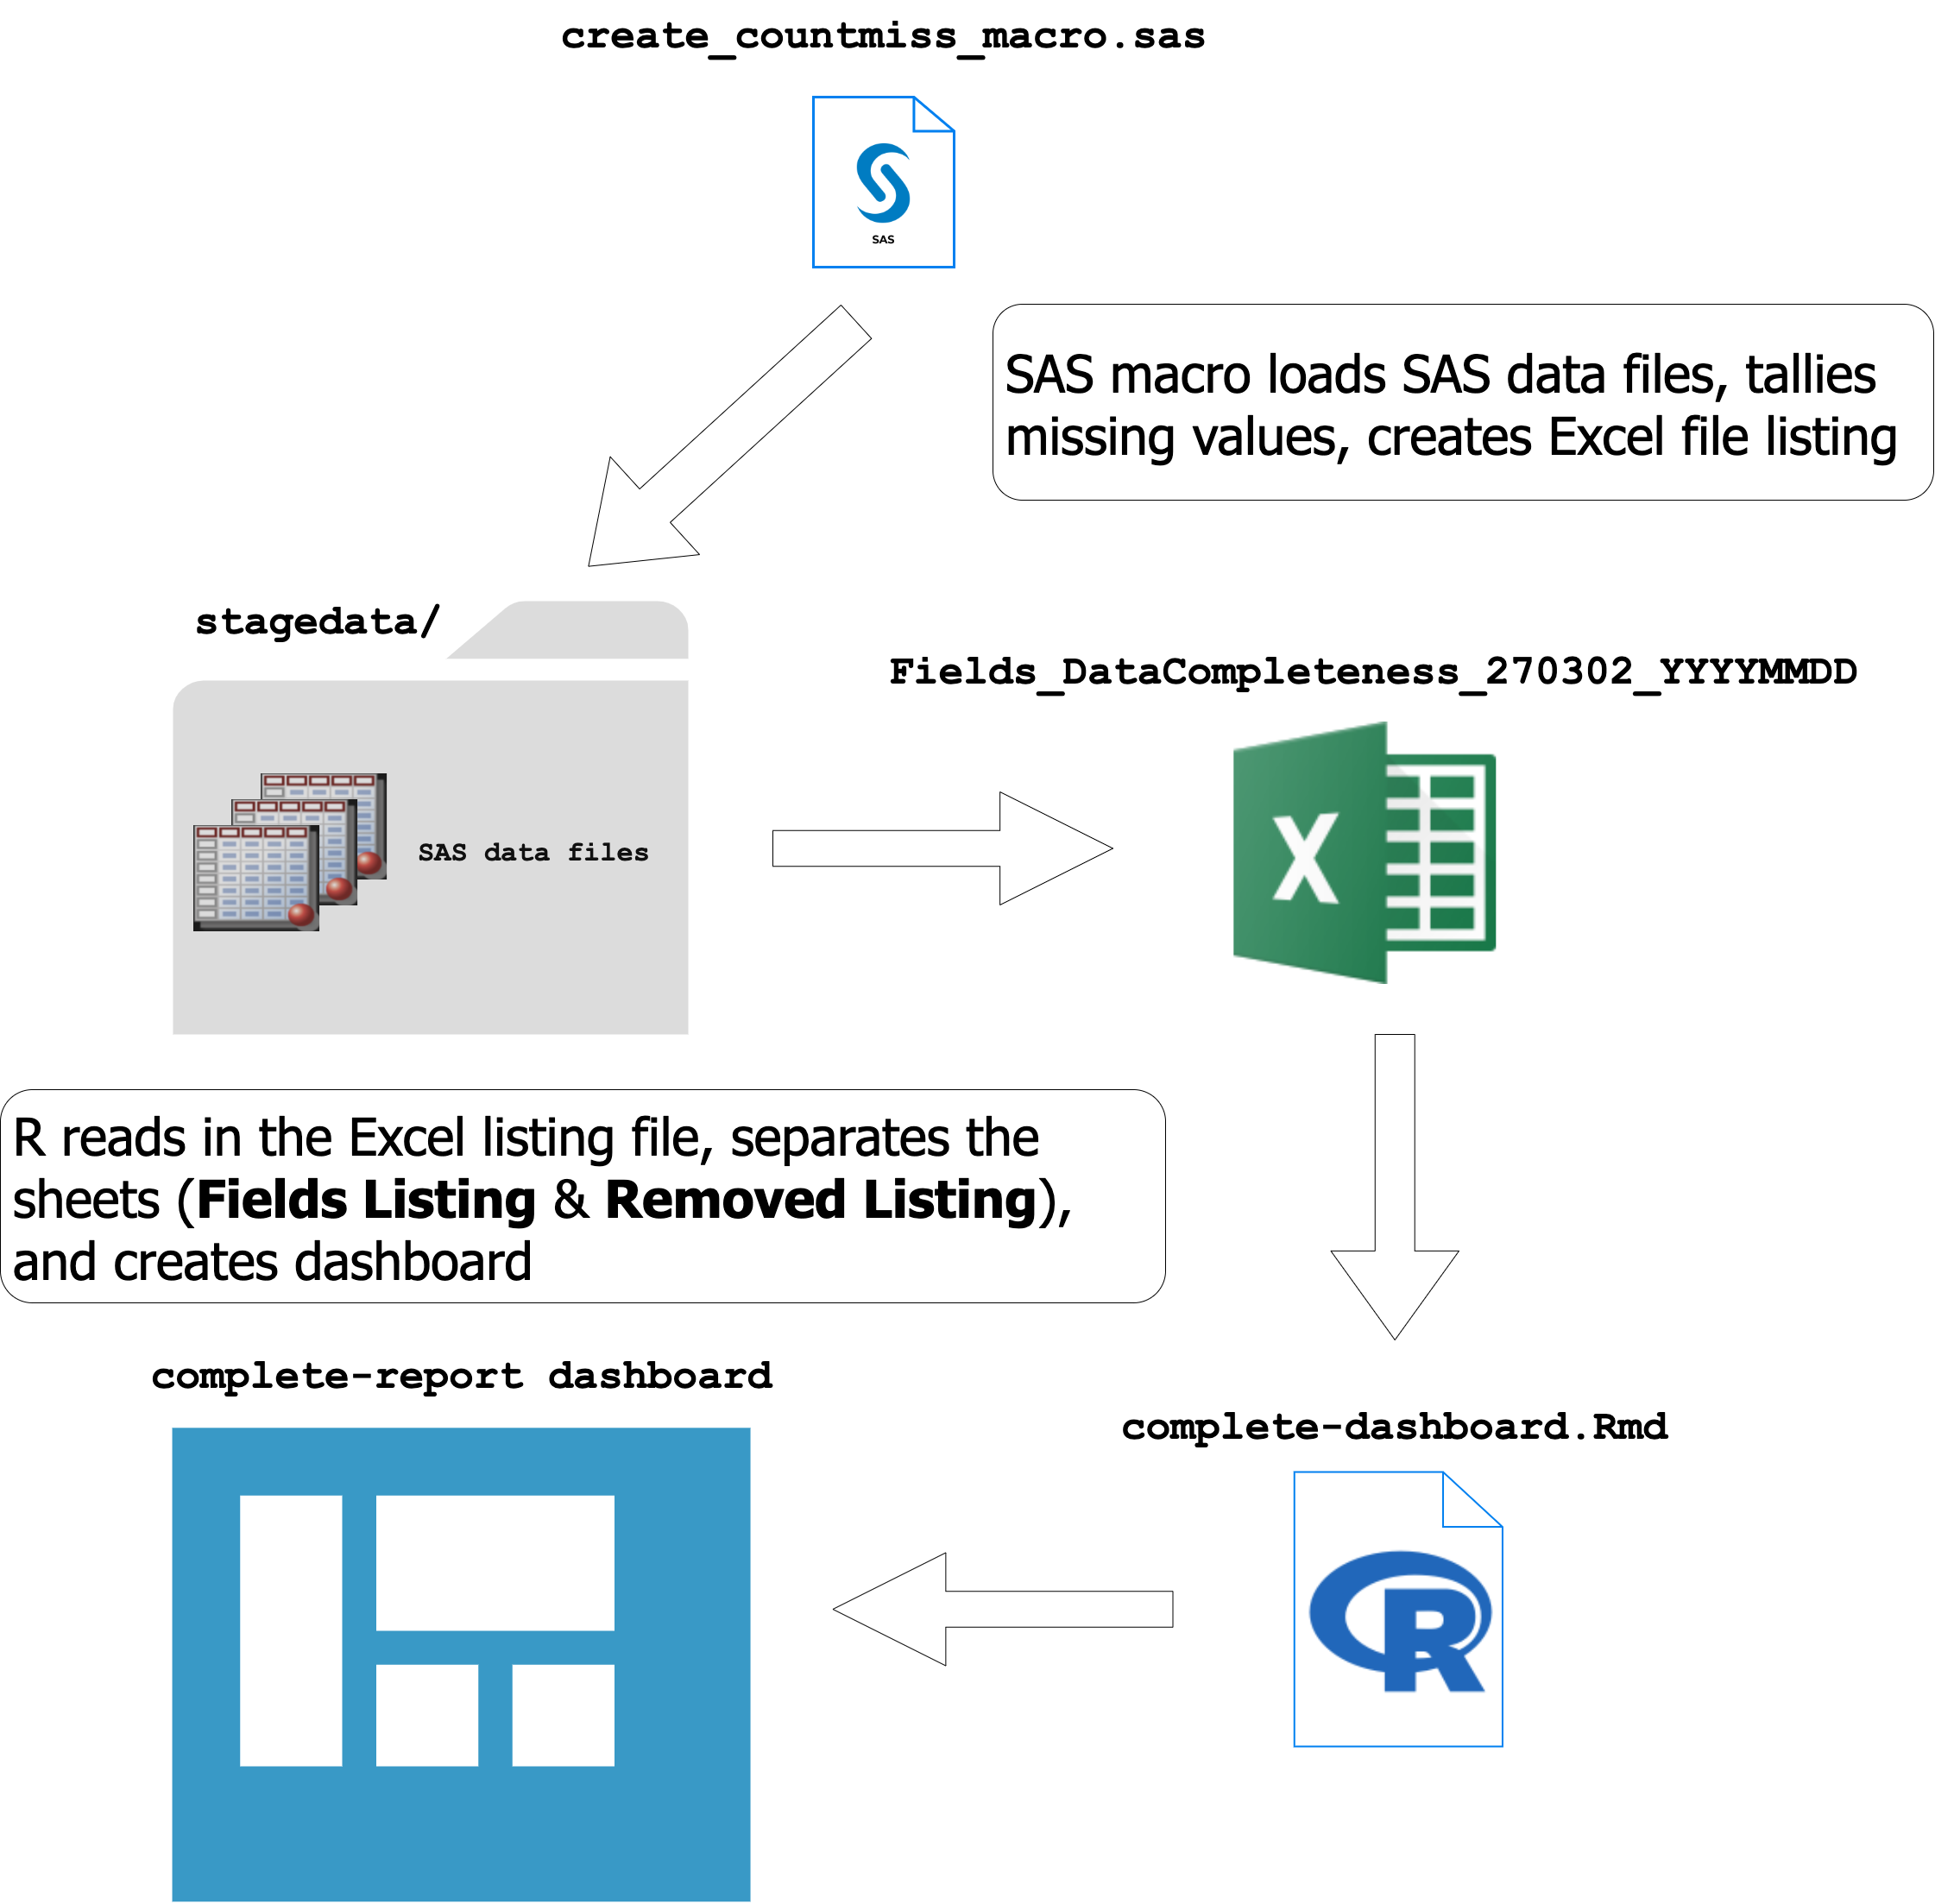 create_countmiss_macro.sas
SAS
SAS macro loads SAS data files, tallies
missing values, creates Excel file listing
stagedata/
Fields_DataCompleteness_270302_YYYYMMDD
SAS data files
X
R reads in the Excel listing file, separates the
sheets (Fields Listing & Removed Listing),
and creates dashboard
complete-report dashboard
complete-dashboard.Rmd
R